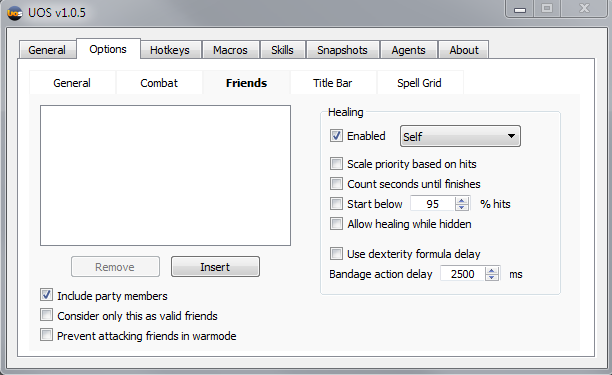 UOS v1.0.5
General Options Hotkeys Macros Skills Snapshots Agents About
General Combat Friends Title Bar Spell Grid
Healing
Enabled Self
Scale priority based on hits
Count seconds until finishes
Start below 95 % hits
Allow healing while hidden
Use dexterity formula delay
Bandage action delay 2500 ms
Remove Insert
Include party members
Consider only this as valid friends
Prevent attacking friends in warmode